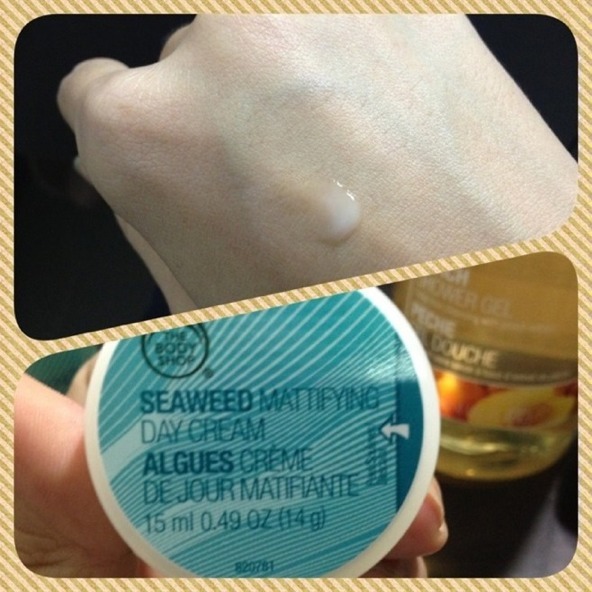 THE
BODY
SHOP
®
SEAWEED MATTIFYING
DAY CREAM
ALGUES CRÈME
DE JOUR MATIFIANTE
15 ml 0.49 OZ (14 g)
820781
SHOWER GEL
PÊCHE
DOUCHE